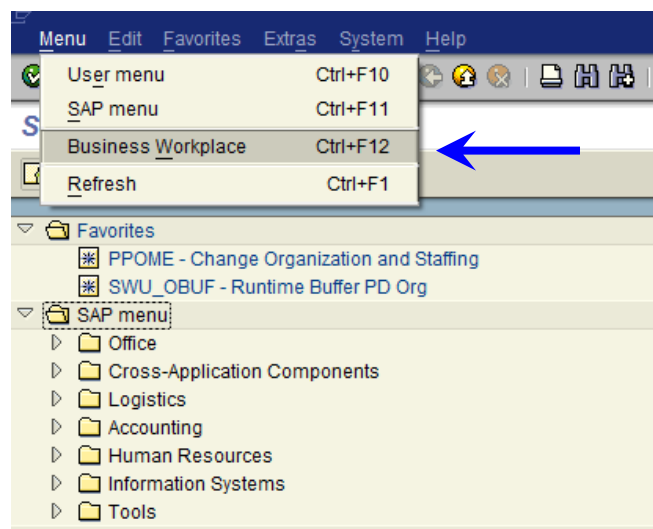 Menu Edit Favorites Extras System Help
User menu Ctrl+F10
SAP menu Ctrl+F11
S
Business Workplace Ctrl+F12
Refresh Ctrl+F1
Favorites
PPOME - Change Organization and Staffing
SWU_OBUF - Runtime Buffer PD Org
SAP menu
Office
Cross-Application Components
Logistics
Accounting
Human Resources
Information Systems
Tools